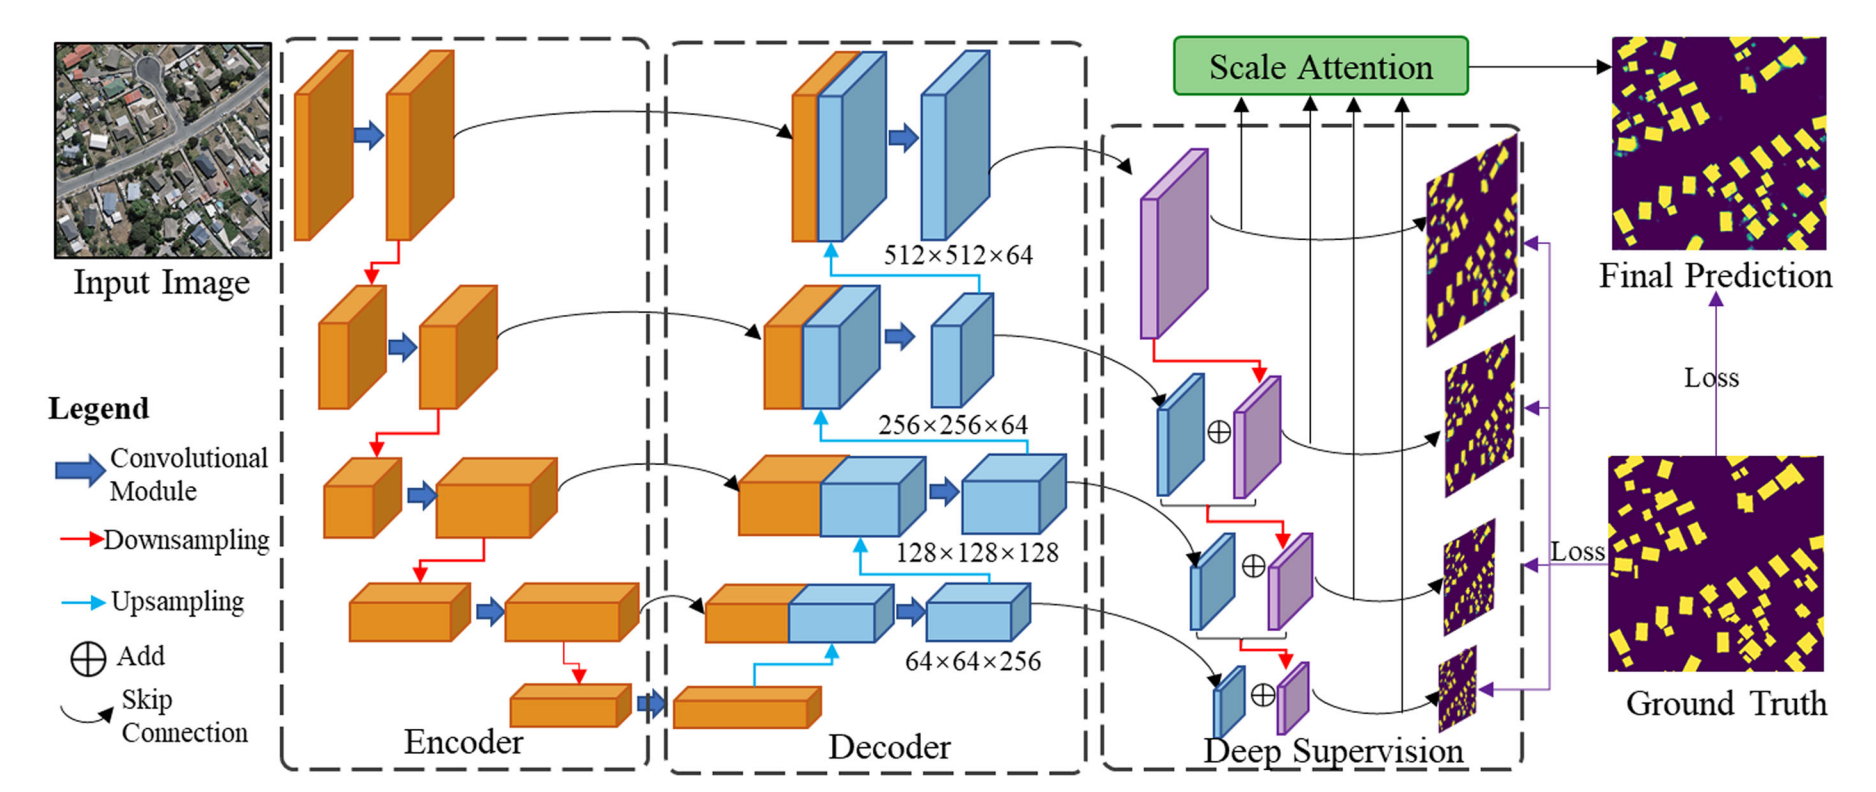 Scale Attention
Input Image
512×512×64
Final Prediction
Loss
Legend
256×256×64
Convolutional
Module
128×128×128
Loss
Downsampling
Upsampling
64×64×256
Add
Skip
Connection
Ground Truth
Encoder
Decoder
Deep Supervision